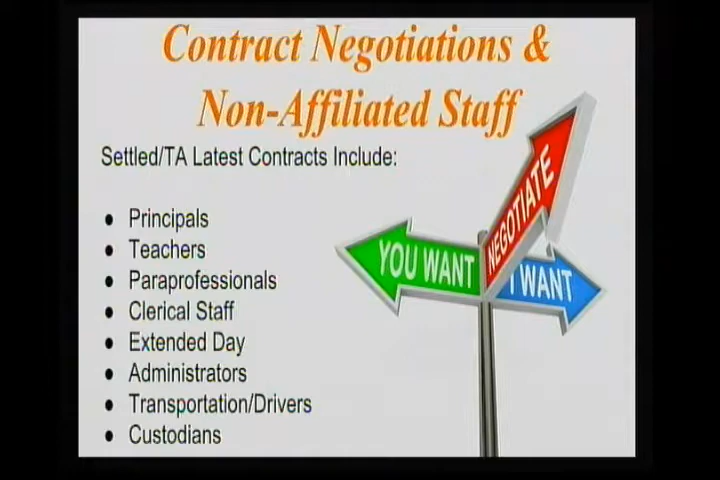 Contract Negotiations &
Non-Affiliated Staff
Settled/TA Latest Contracts Include:
● Principals
● Teachers
● Paraprofessionals
● Clerical Staff
● Extended Day
● Administrators
● Transportation/Drivers
● Custodians
NEGOTIATE
YOU WANT
I WANT